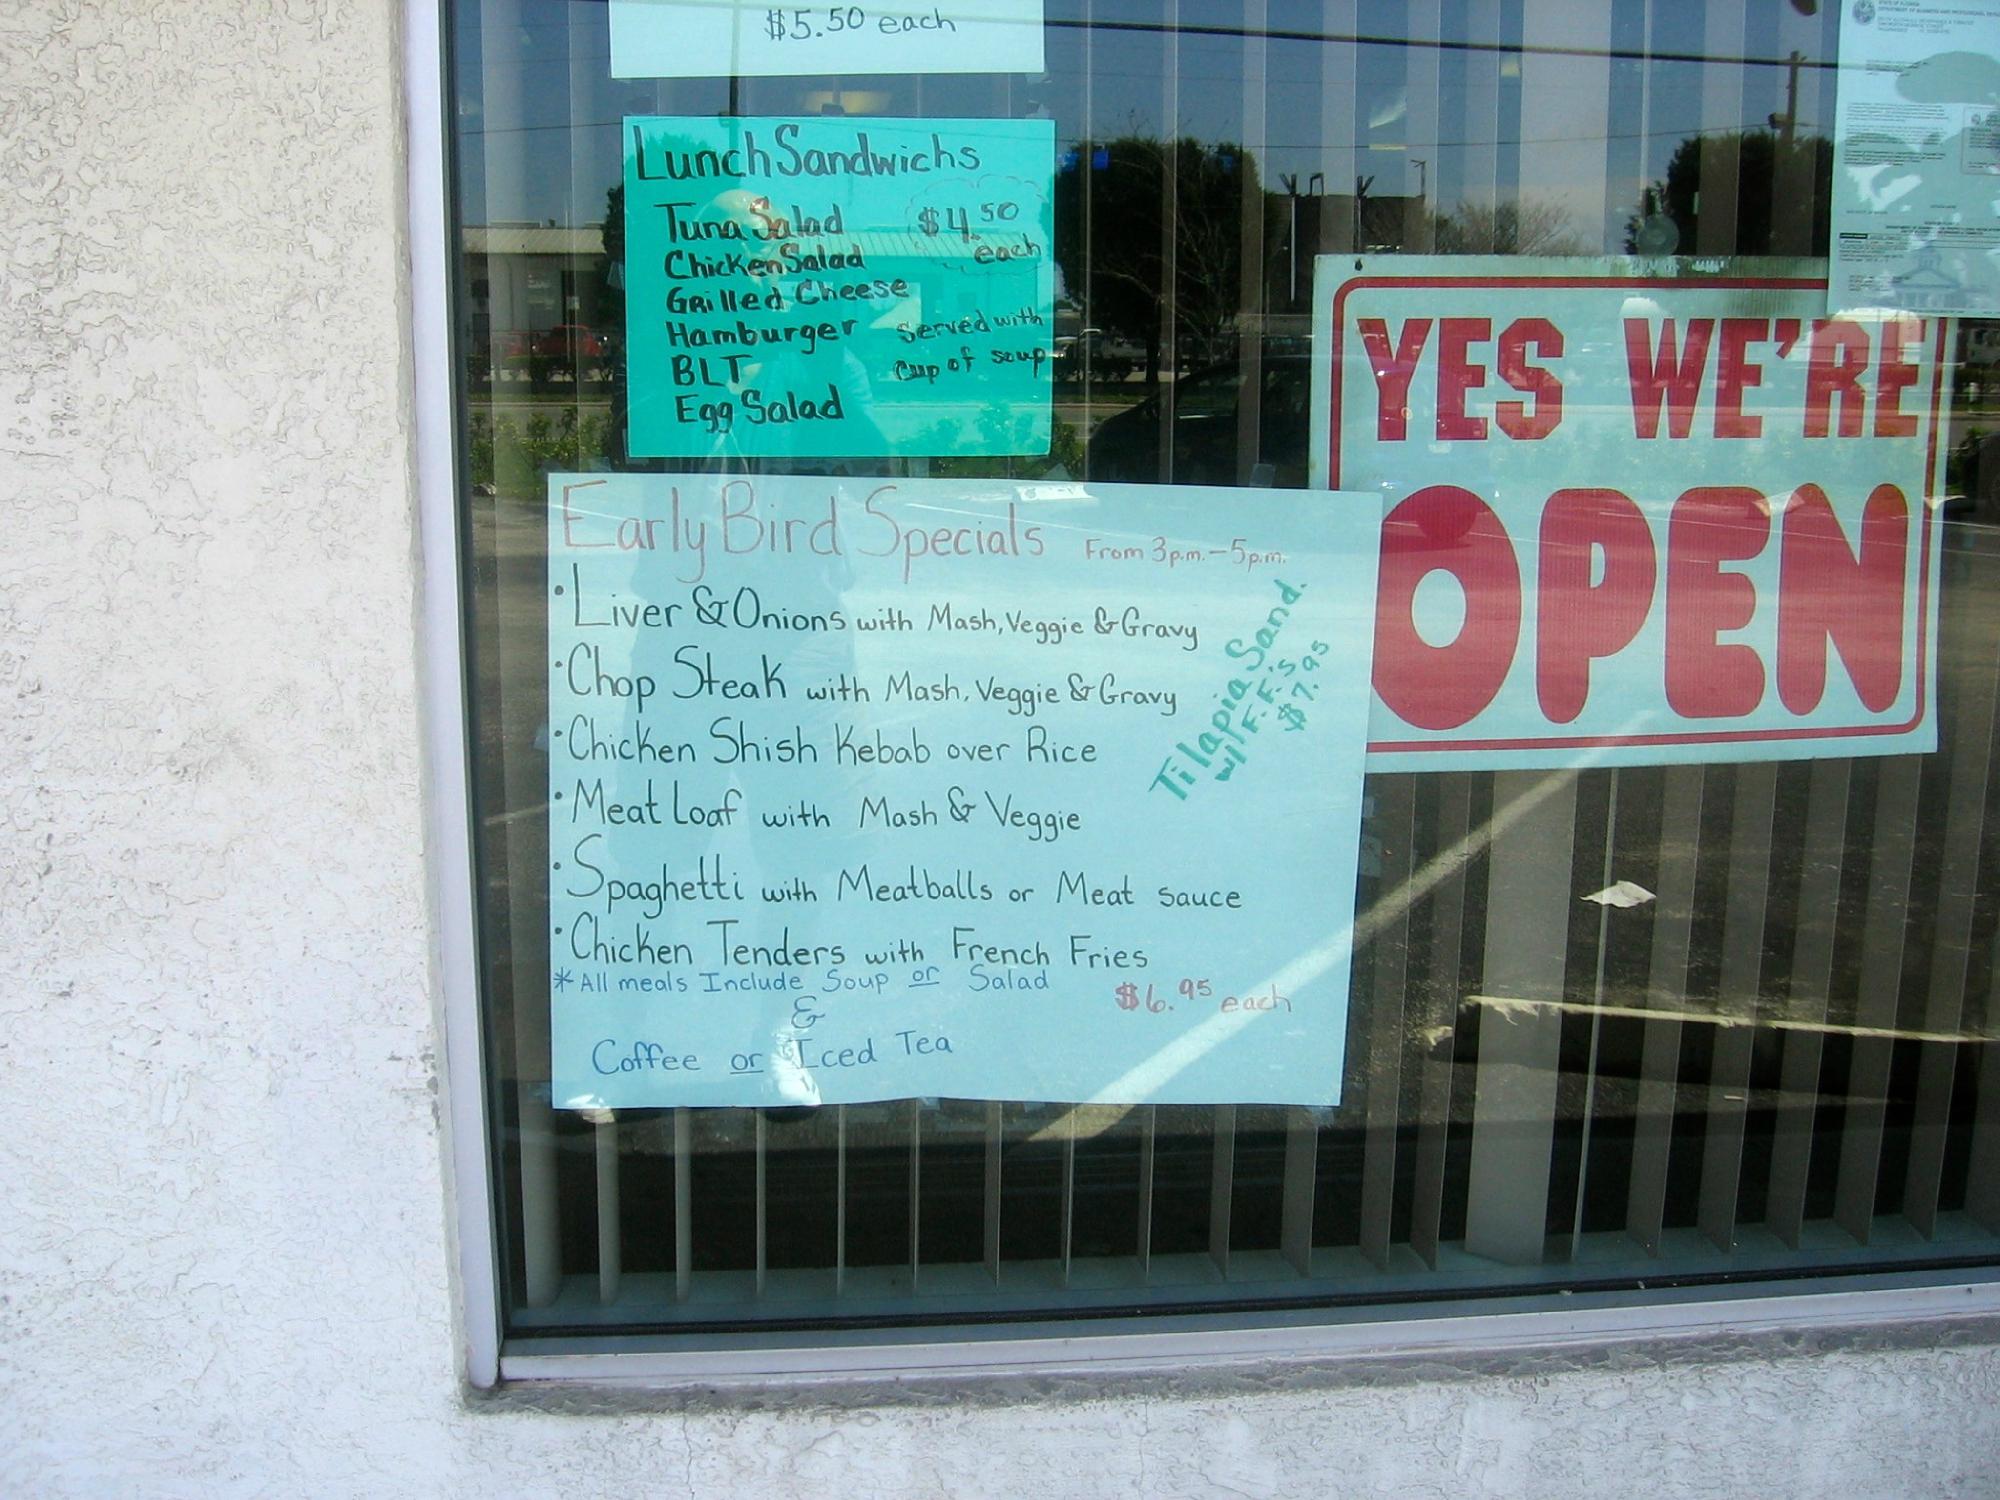 $5.50 each
Lunch Sandwichs
Tuna Salad
$4.50
each
Chicken Salad
Grilled Cheese
Hamburger
Served with
BLT
cup of soup
Egg Salad
Early Bird Specials From 3p.m.-5p.m.
•Liver & Onions with Mash, Veggie & Gravy
•Chop Steak with Mash, Veggie & Gravy
•Chicken Shish Kebab over Rice
•Meat Loaf with Mash & Veggie
•Spaghetti with Meatballs or Meat sauce
•Chicken Tenders with French Fries
*All meals Include Soup or Salad
&
Coffee or Iced Tea
$6.95 each
Tilapia Sand.
w/ F.F.'s
$7.95
YES WE'RE
OPEN
STATE OF FLORIDA